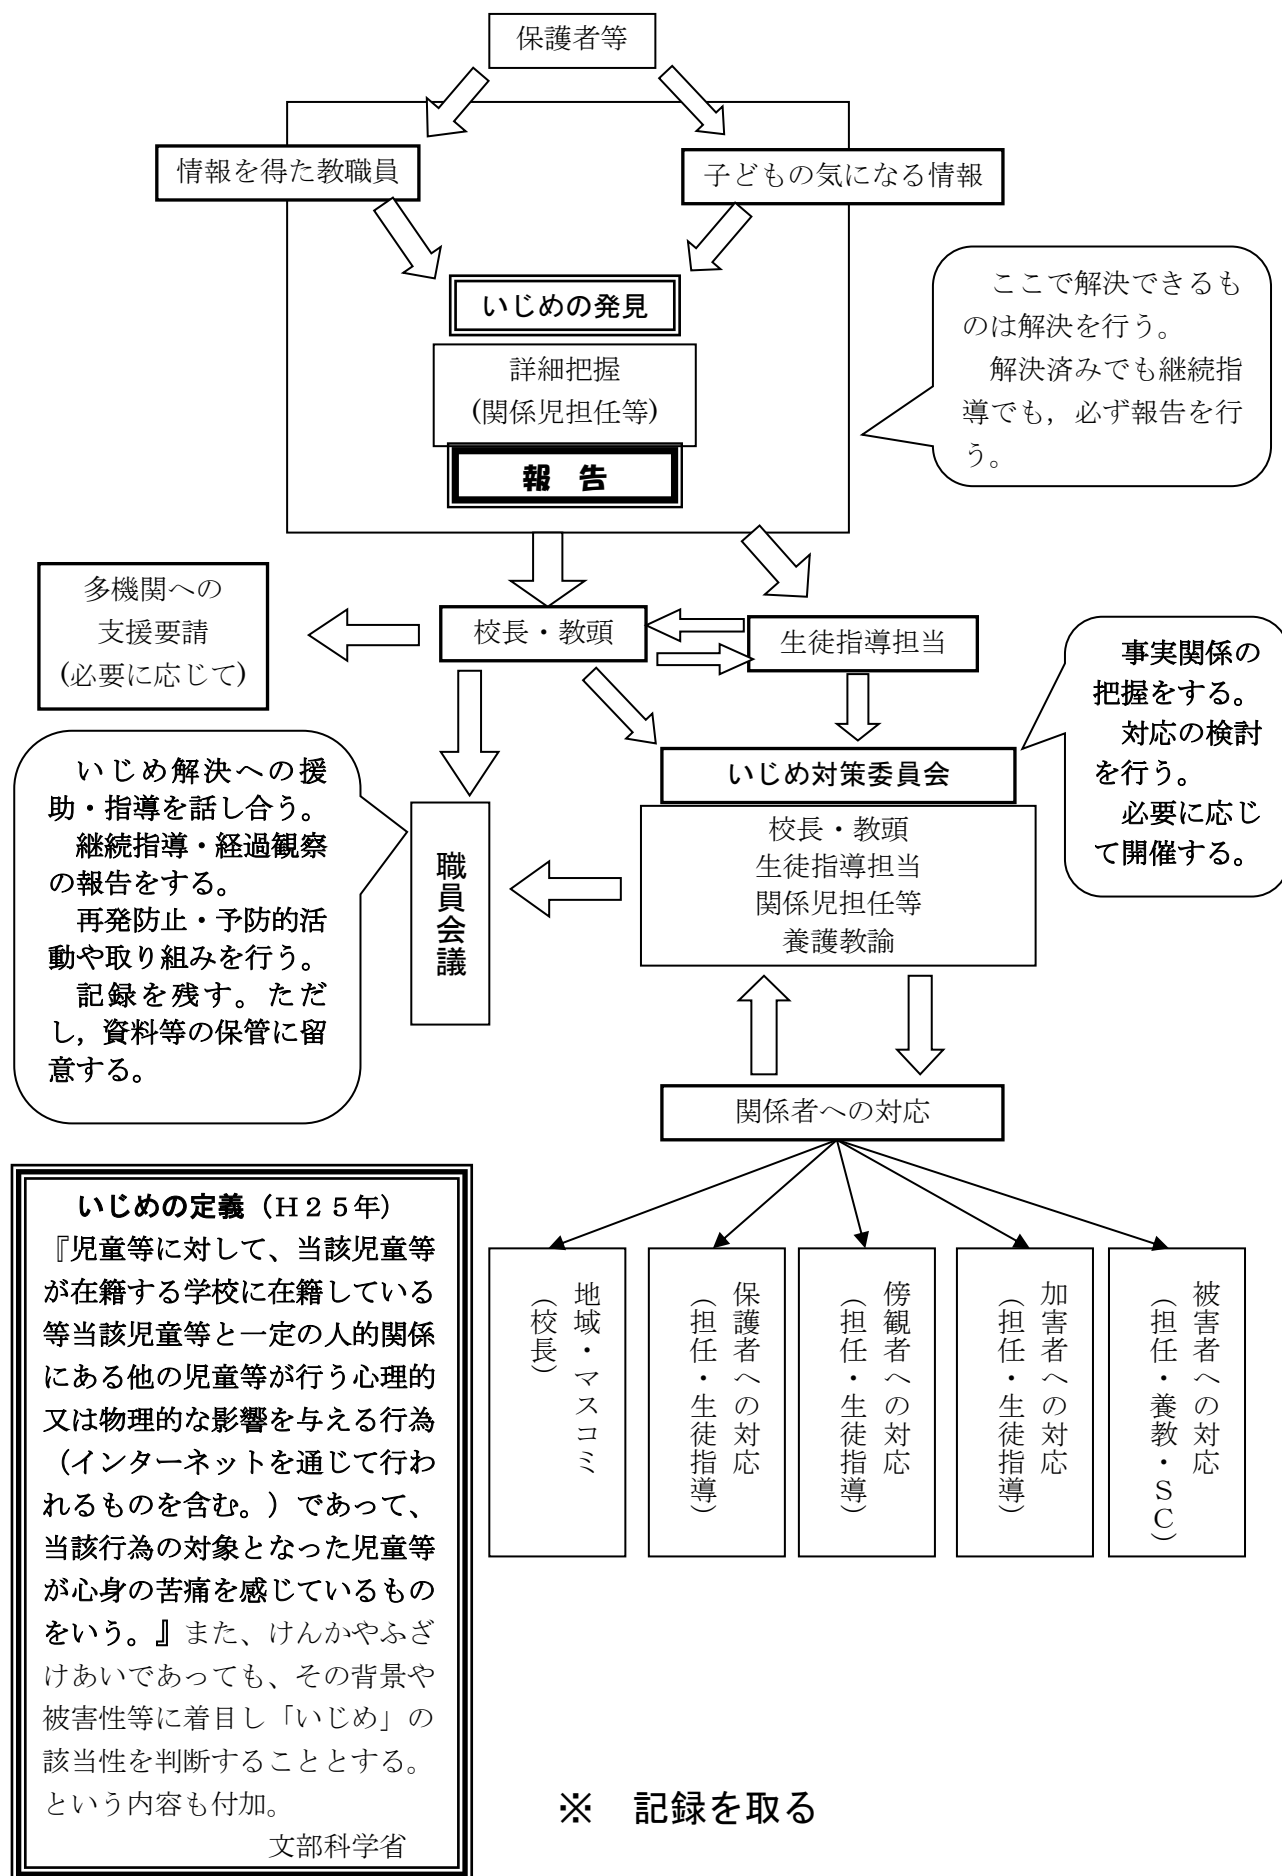 保護者等
情報を得た教職員
子どもの気になる情報
いじめの発見
詳細把握
(関係児担任等)
報　告
　ここで解決できるも
のは解決を行う。
　解決済みでも継続指
導でも，必ず報告を行
う。
多機関への
支援要請
(必要に応じて)
校長・教頭
生徒指導担当
　事実関係の
把握をする。
　対応の検討
を行う。
　必要に応じ
て開催する。
いじめ対策委員会
校長・教頭
生徒指導担当
関係児担任等
養護教諭
　いじめ解決への援
助・指導を話し合う。
　継続指導・経過観察
の報告をする。
　再発防止・予防的活
動や取り組みを行う。
　記録を残す。ただ
し，資料等の保管に留
意する。
職員会議
関係者への対応
地域・マスコミ
（校長）
保護者への対応
（担任・生徒指導）
傍観者への対応
（担任・生徒指導）
加害者への対応
（担任・生徒指導）
被害者への対応
（担任・養教・ＳＣ）
いじめの定義（Ｈ２５年）
『児童等に対して、当該児童等
が在籍する学校に在籍している
等当該児童等と一定の人的関係
にある他の児童等が行う心理的
又は物理的な影響を与える行為
（インターネットを通じて行わ
れるものを含む。）であって、
当該行為の対象となった児童等
が心身の苦痛を感じているもの
をいう。』また、けんかやふざ
けあいであっても、その背景や
被害性等に着目し「いじめ」の
該当性を判断することとする。
という内容も付加。
文部科学省
※　記録を取る